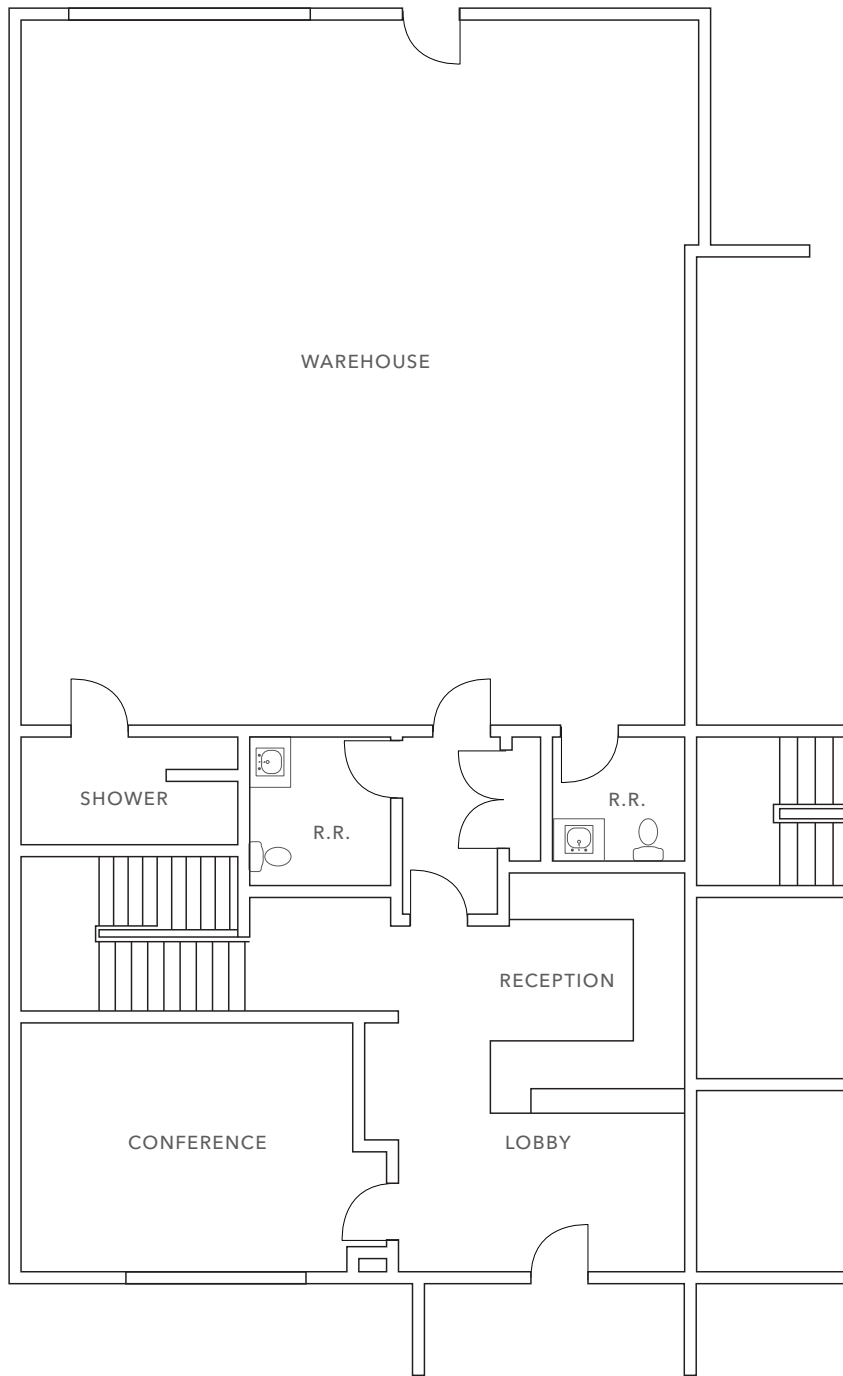 WAREHOUSE
SHOWER
R.R.
R.R.
RECEPTION
CONFERENCE
LOBBY